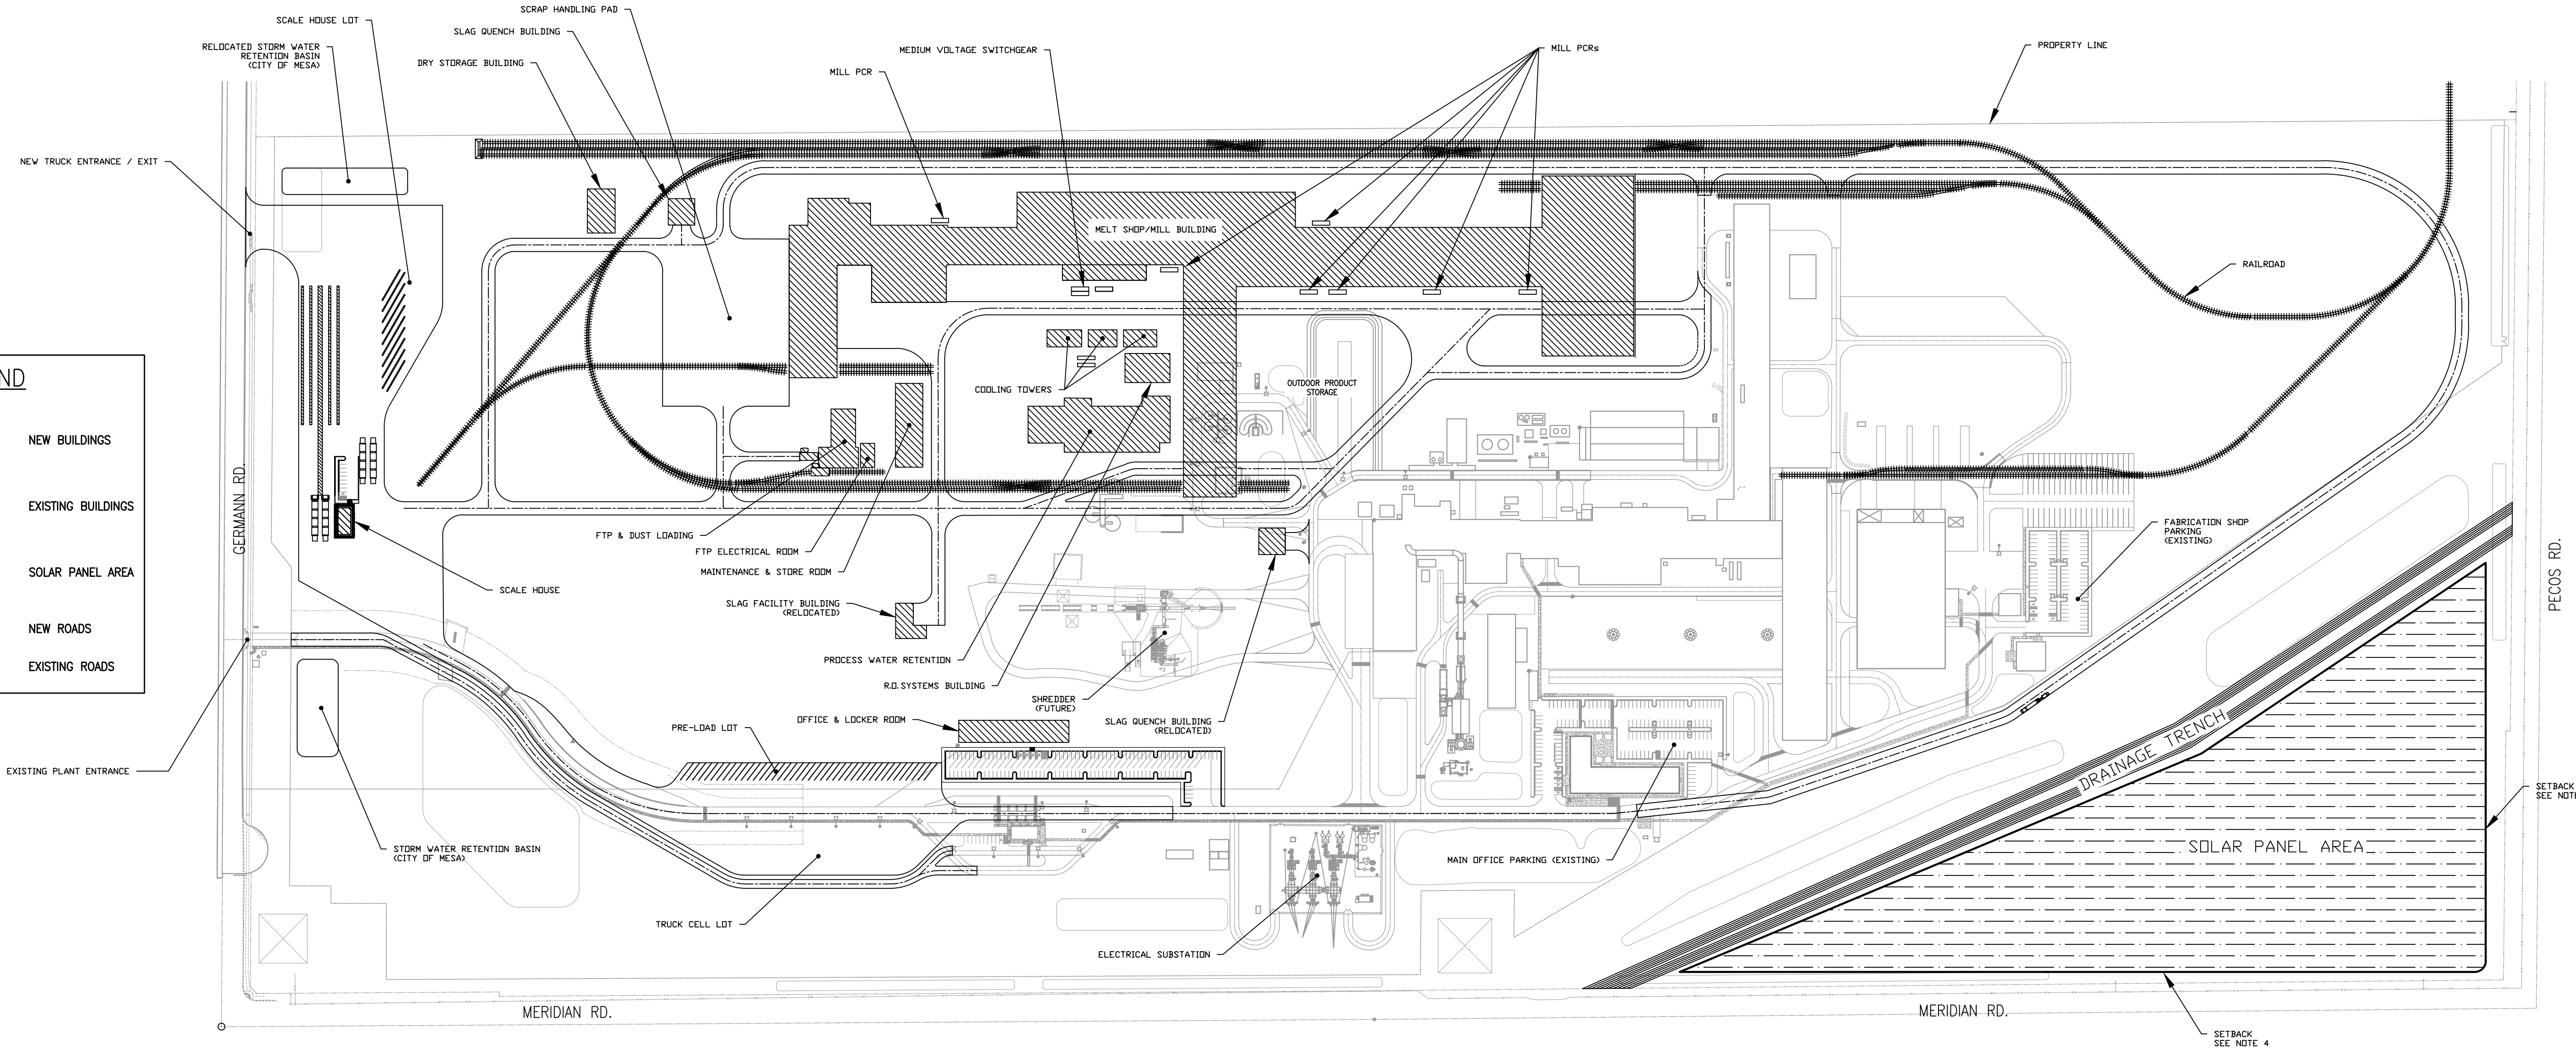 SCRAP HANDLING PAD
SCALE HOUSE LOT
SLAG QUENCH BUILDING
RELOCATED STORM WATER
RETENTION BASIN
(CITY OF MESA)
DRY STORAGE BUILDING
MEDIUM VOLTAGE SWITCHGEAR
MILL PCR
MILL PCRs
PROPERTY LINE
NEW TRUCK ENTRANCE / EXIT
MELT SHOP/MILL BUILDING
RAILROAD
ND
NEW BUILDINGS
EXISTING BUILDINGS
SOLAR PANEL AREA
NEW ROADS
EXISTING ROADS
COOLING TOWERS
OUTDOOR PRODUCT
STORAGE
GERMANN RD.
FTP & DUST LOADING
FTP ELECTRICAL ROOM
MAINTENANCE & STORE ROOM
SCALE HOUSE
SLAG FACILITY BUILDING
(RELOCATED)
PROCESS WATER RETENTION
R.O.SYSTEMS BUILDING
SHREDDER
(FUTURE)
SLAG QUENCH BUILDING
(RELOCATED)
OFFICE & LOCKER ROOM
PRE-LOAD LOT
FABRICATION SHOP
PARKING
(EXISTING)
PECOS RD.
EXISTING PLANT ENTRANCE
DRAINAGE TRENCH
SETBACK
SEE NOTE
STORM WATER RETENTION BASIN
(CITY OF MESA)
MAIN OFFICE PARKING (EXISTING)
SOLAR PANEL AREA
TRUCK CELL LOT
ELECTRICAL SUBSTATION
MERIDIAN RD.
MERIDIAN RD.
SETBACK
SEE NOTE 4